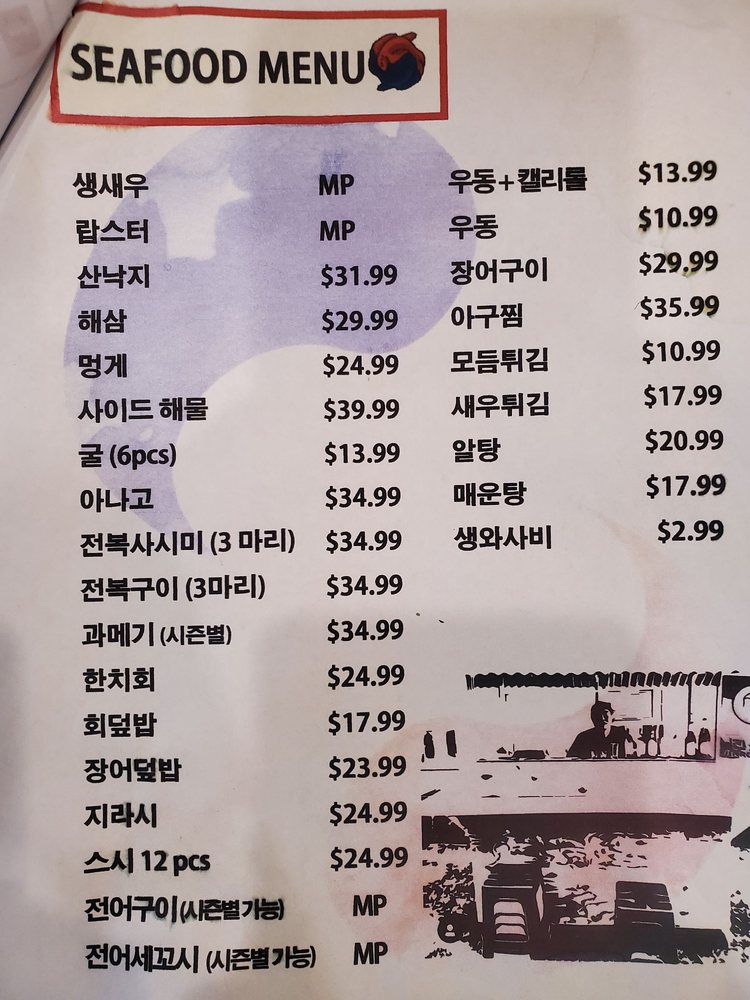 SEAFOOD MENU
생새우 MP
랍스터 MP
산낙지 $31.99
해삼 $29.99
멍게 $24.99
사이드 해물 $39.99
굴 (6pcs) $13.99
아나고 $34.99
전복사시미 (3 마리) $34.99
전복구이 (3마리) $34.99
과메기 (시즌별) $34.99
한치회 $24.99
회덮밥 $17.99
장어덮밥 $23.99
지라시 $24.99
스시 12 pcs $24.99
전어구이 (시즌별 가능) MP
전어세꼬시 (시즌별 가능) MP
우동 + 캘리롤 $13.99
우동 $10.99
장어구이 $29.99
아구찜 $35.99
모듬튀김 $10.99
새우튀김 $17.99
알탕 $20.99
매운탕 $17.99
생와사비 $2.99